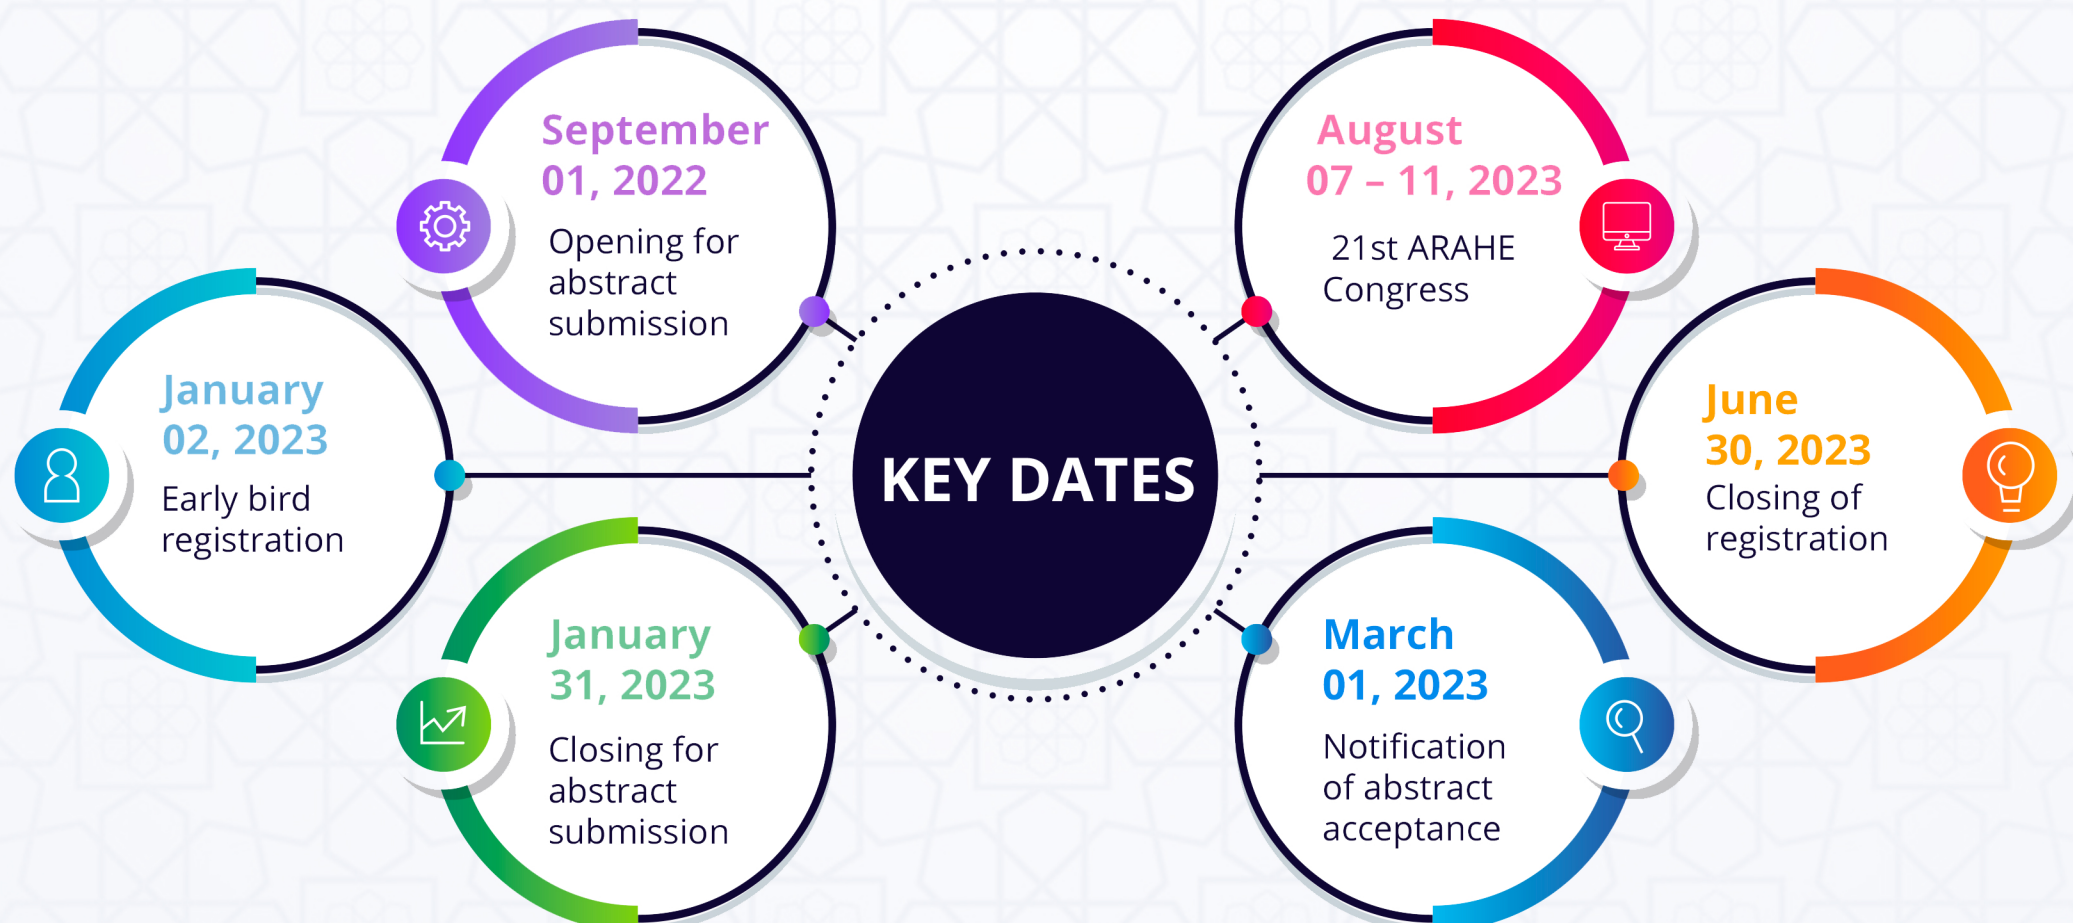 September
01, 2022
Opening for
abstract
submission
January
02, 2023
Early bird
registration
January
31, 2023
Closing for
abstract
submission
KEY DATES
August
07 – 11, 2023
21st ARAHE
Congress
June
30, 2023
Closing of
registration
March
01, 2023
Notification
of abstract
acceptance